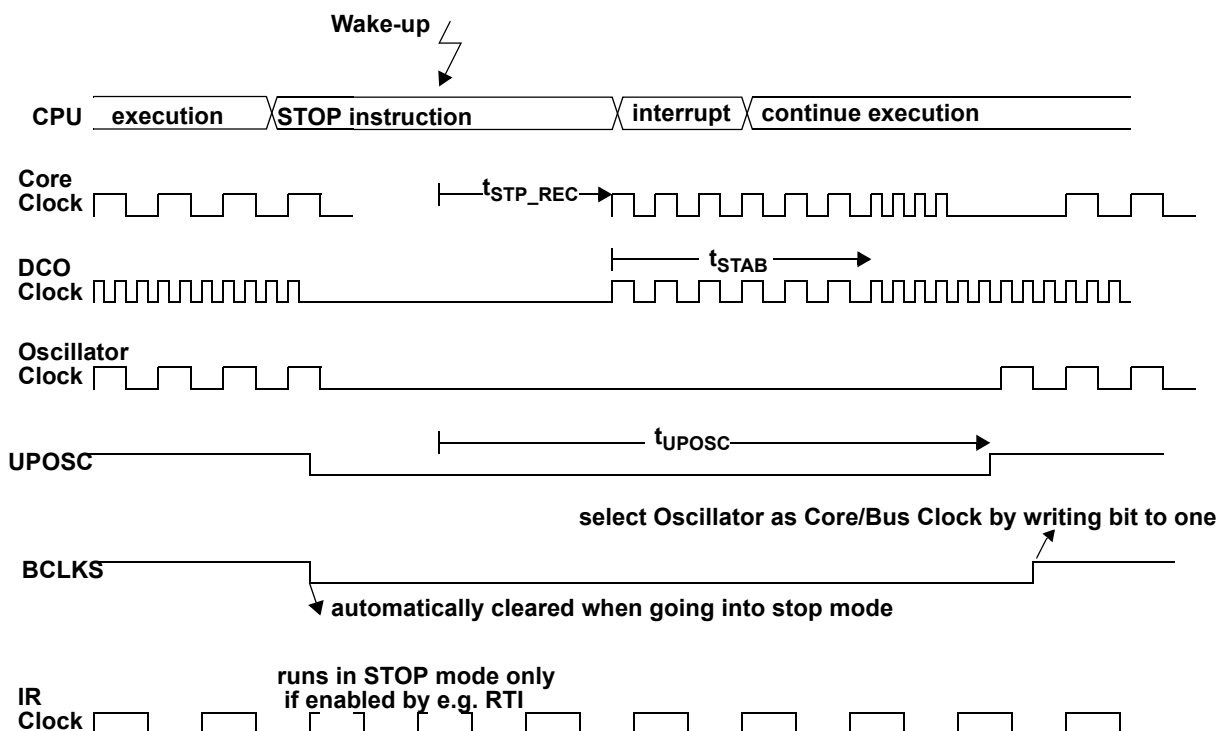 Wake-up
CPU execution STOP instruction interrupt continue execution
Core
Clock
tSTP_REC
DCO
Clock
tSTAB
Oscillator
Clock
tUPOSC
UPOSC
select Oscillator as Core/Bus Clock by writing bit to one
BCLKS
automatically cleared when going into stop mode
runs in STOP mode only
if enabled by e.g. RTI
IR
Clock